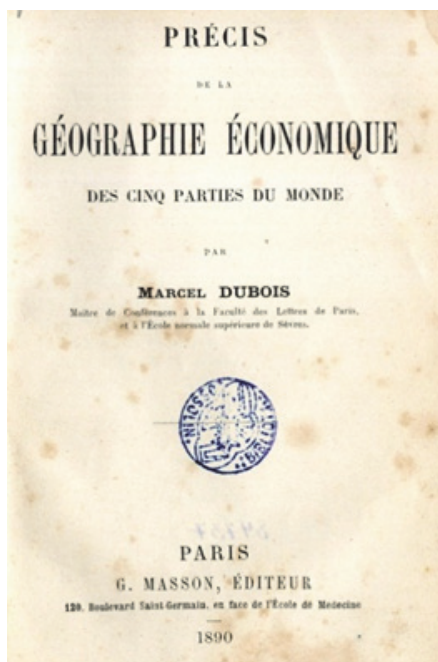 PRÉCIS
DE LA
GÉOGRAPHIE ÉCONOMIQUE
DES CINQ PARTIES DU MONDE
PAR
MARCEL DUBOIS
Maître de Conférences à la Faculté des Lettres de Paris,
et à l'École normale supérieure de Sèvres.
PARIS
G. MASSON, ÉDITEUR
120, Boulevard Saint-Germain, en face de l'École de Médecine
1890